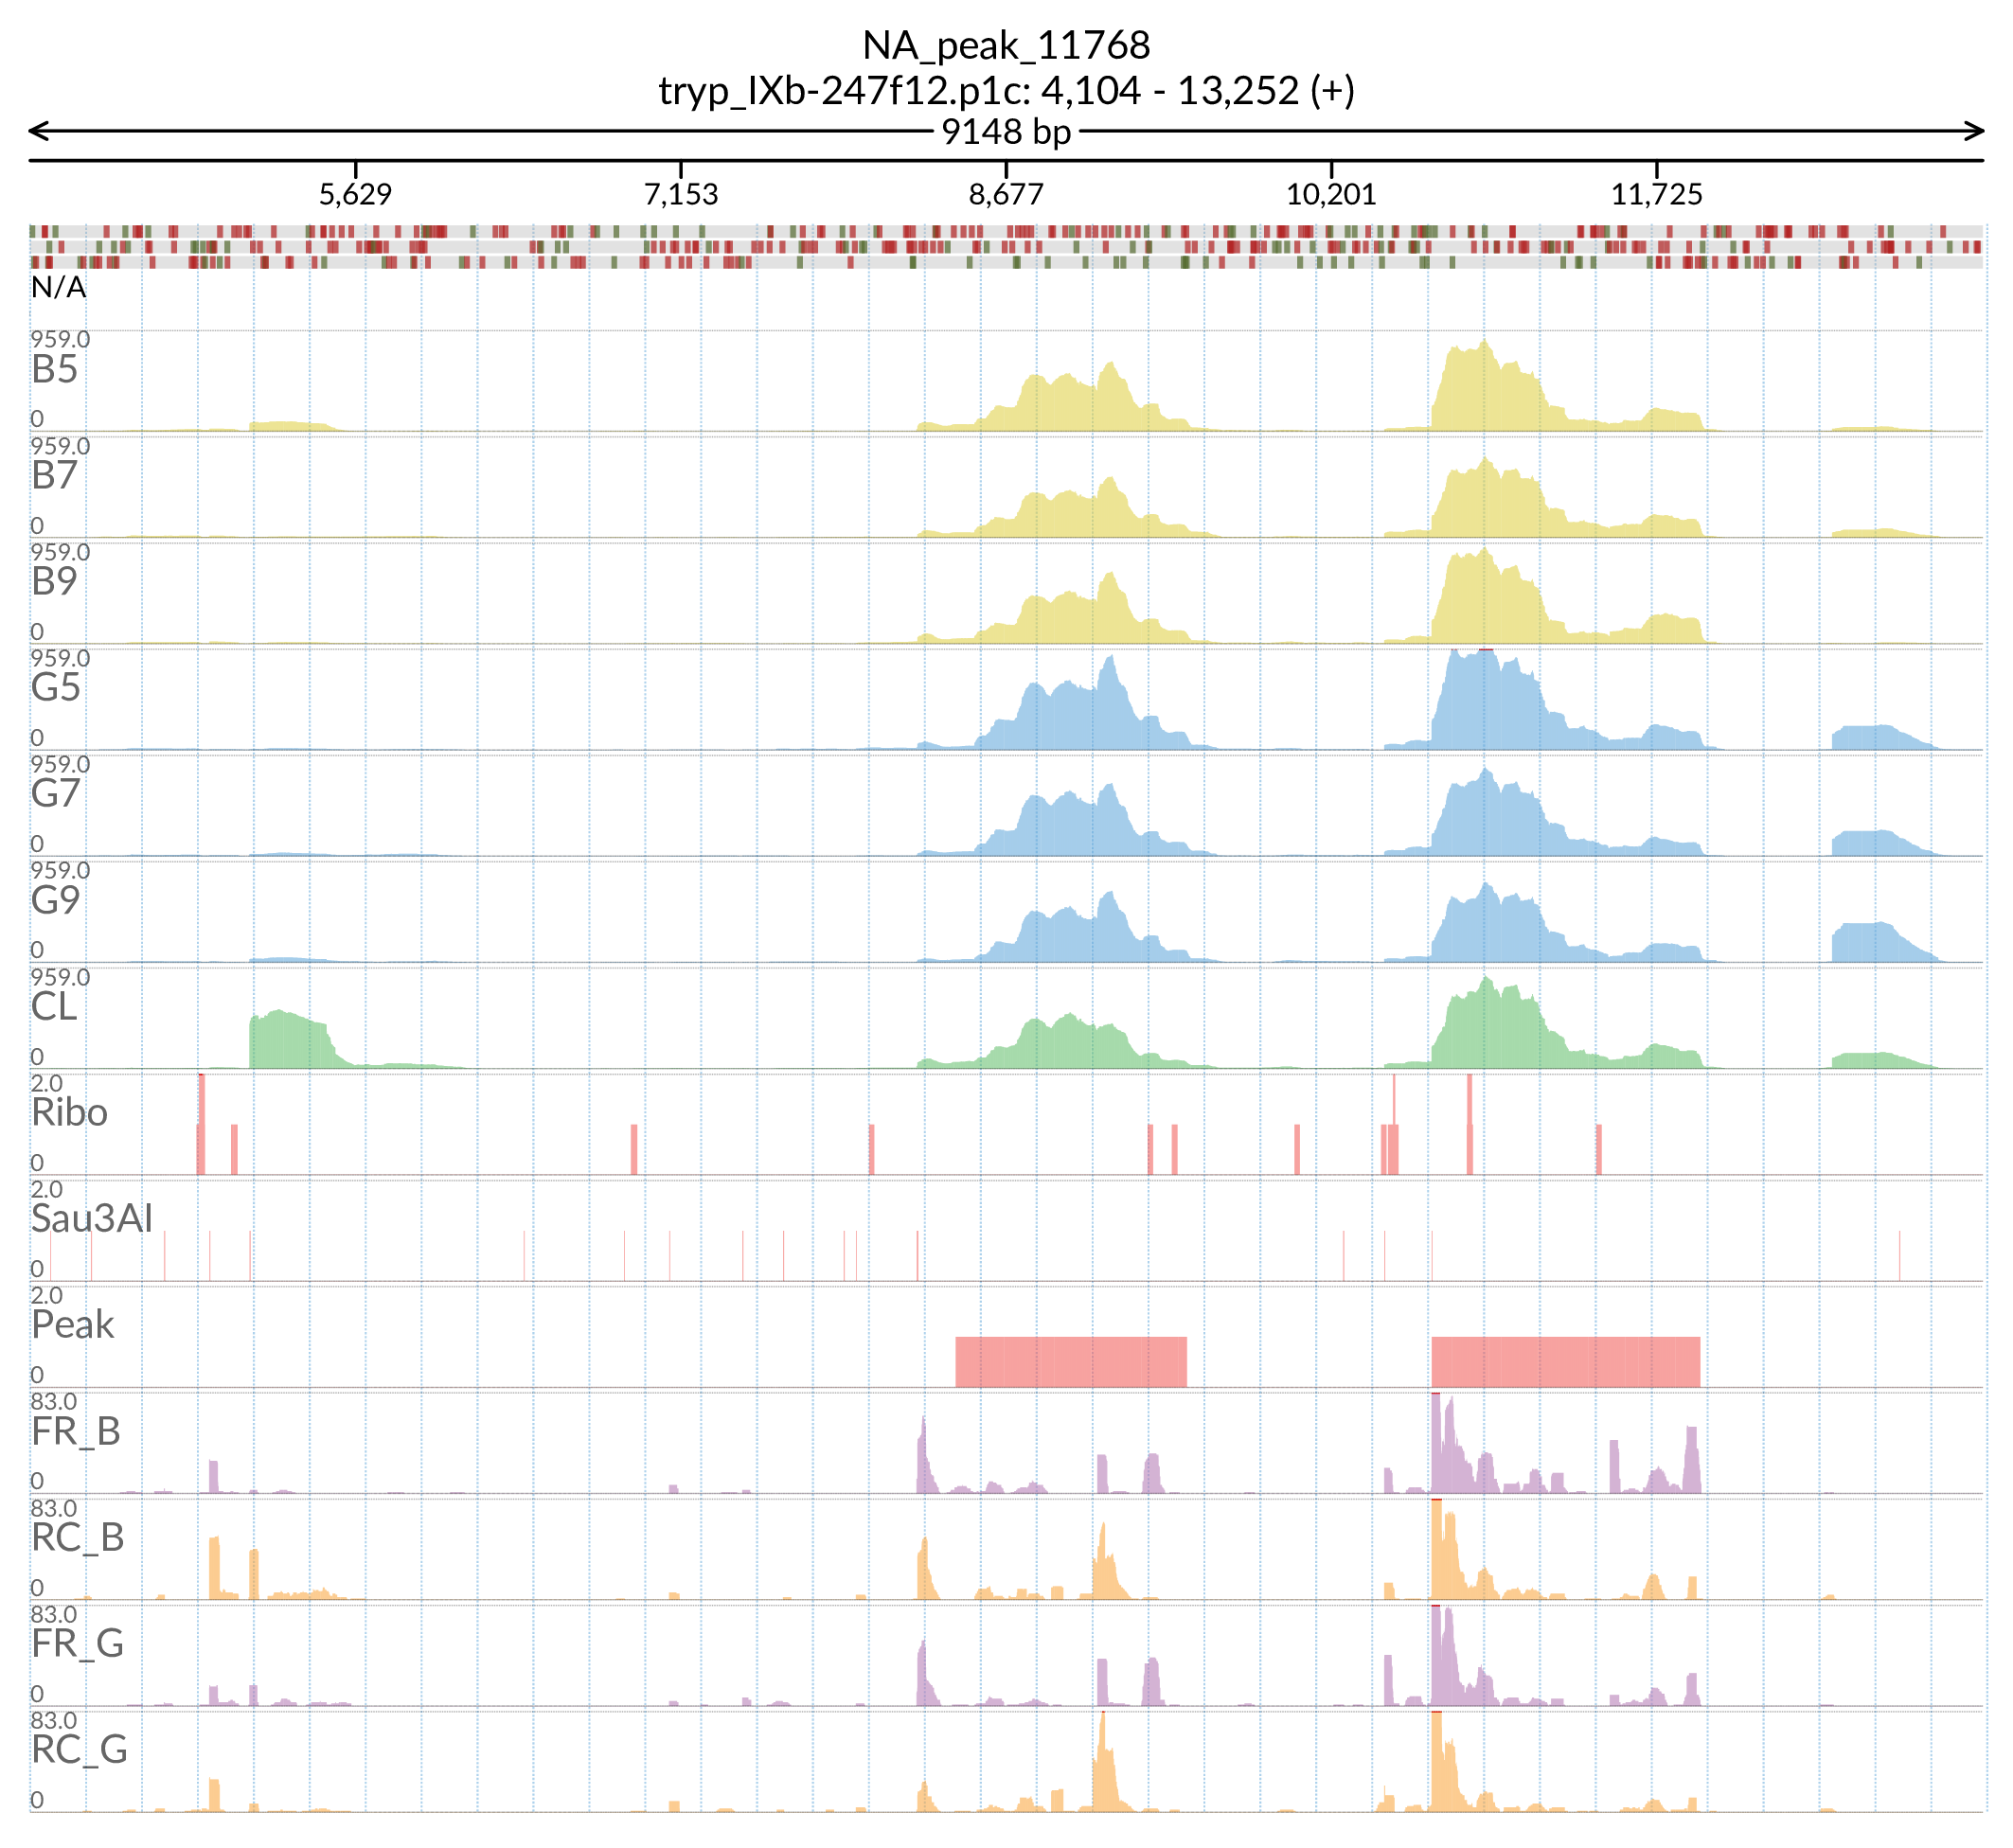 NA_peak_11768
tryp_IXb-247f12.p1c: 4,104 - 13,252 (+)
9148 bp
5,629 7,153 8,677 10,201 11,725
N/A
959.0
B5
0
959.0
B7
0
959.0
B9
0
959.0
G5
0
959.0
G7
0
959.0
G9
0
959.0
CL
0
2.0
Ribo
0
2.0
Sau3AI
0
2.0
Peak
0
83.0
FR_B
0
83.0
RC_B
0
83.0
FR_G
0
83.0
RC_G
0